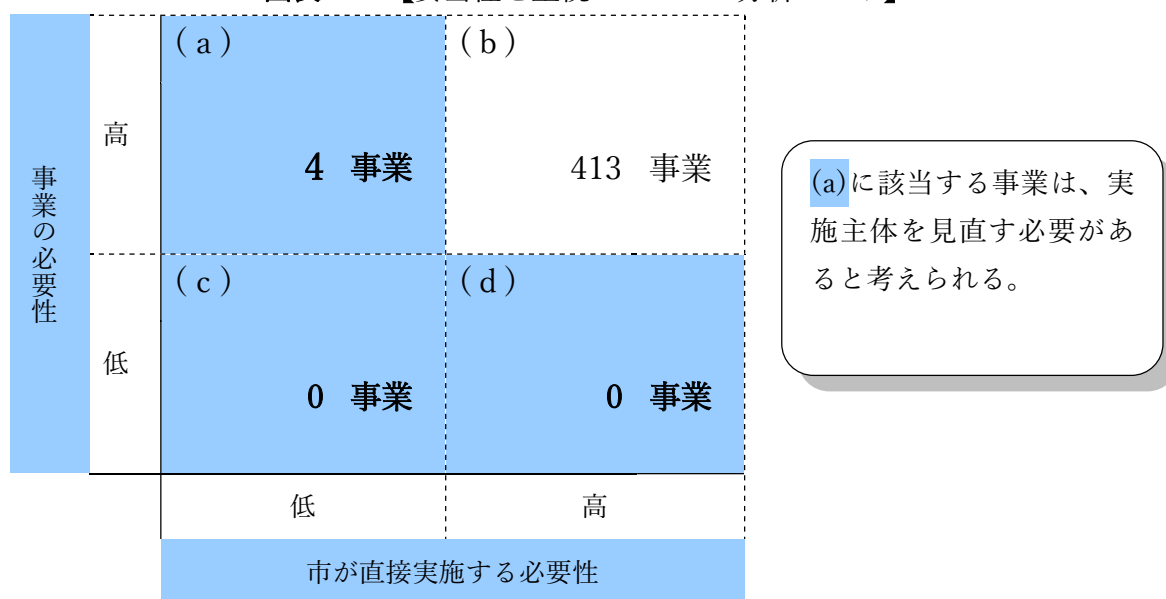 (a)
(b)
高
4 事業
413 事業
事業の必要性
(c)
(d)
低
0 事業
0 事業
低
高
市が直接実施する必要性
(a)に該当する事業は、実
施主体を見直す必要があ
ると考えられる。